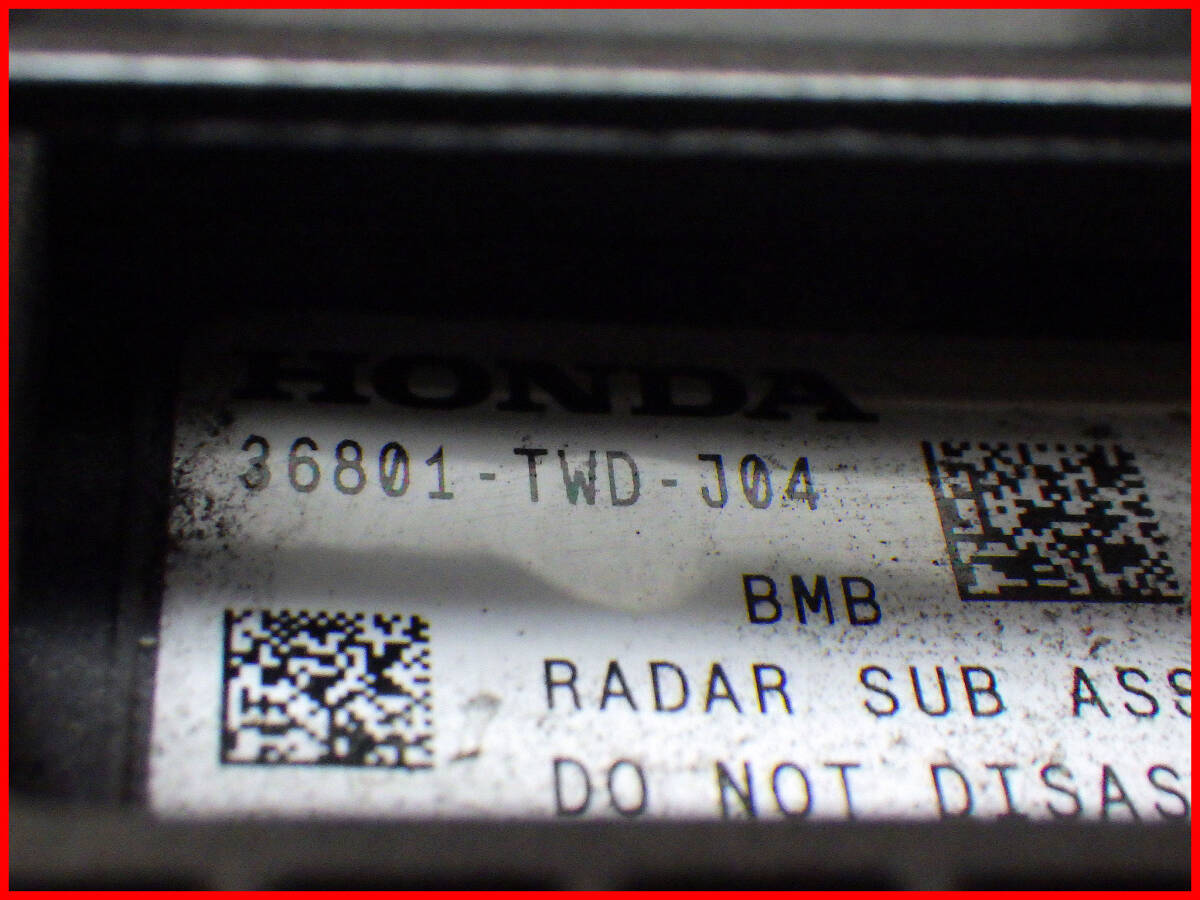 HONDA
36801-TWD-J04
BMB
RADAR SUB ASS
DO NOT DISAS